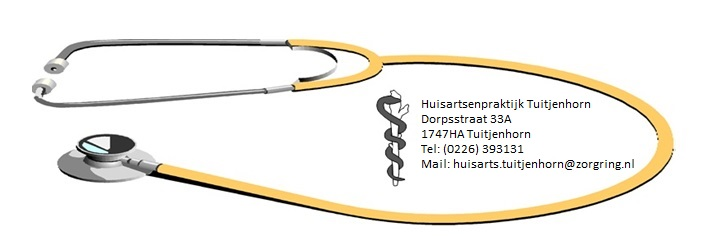 Huisartsenpraktijk Tuitjenhorn
Dorpsstraat 33A
1747HA Tuitjenhorn
Tel: (0226) 393131
Mail: huisarts.tuitjenhorn@zorgring.nl